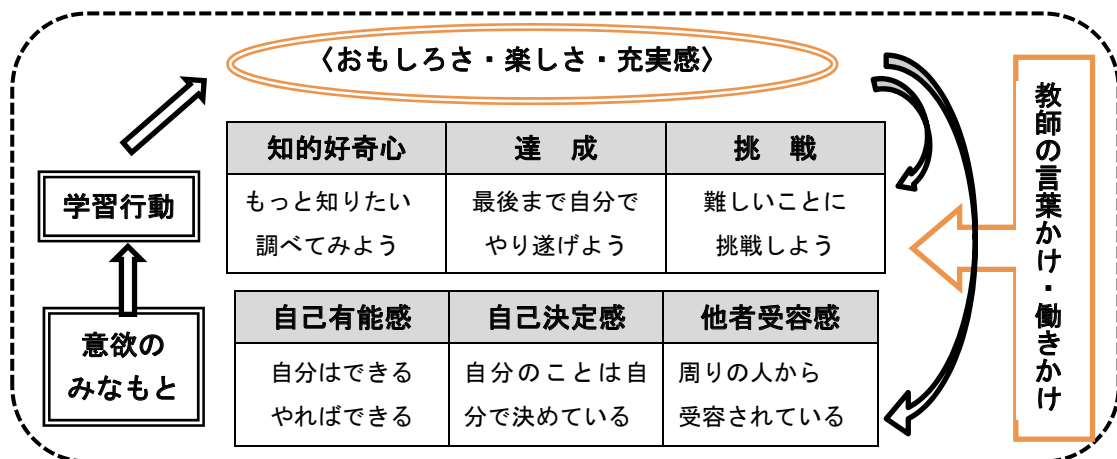 〈おもしろさ・楽しさ・充実感〉
知的好奇心
達　成
挑　戦
もっと知りたい
調べてみよう
最後まで自分で
やり遂げよう
難しいことに
挑戦しよう
学習行動
自己有能感
自己決定感
他者受容感
自分はできる
やればできる
自分のことは自
分で決めている
周りの人から
受容されている
意欲の
みなもと
教師の言葉かけ・働きかけ